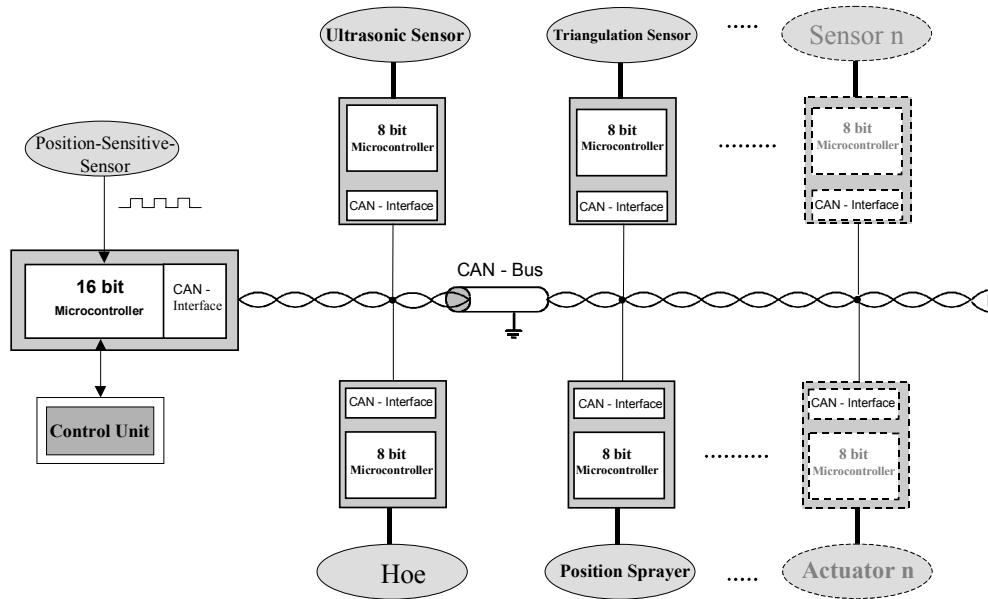 Ultrasonic Sensor
Triangulation Sensor
.....
Sensor n
8 bit
Microcontroller
CAN - Interface
8 bit
Microcontroller
CAN - Interface
.........
8 bit
Microcontroller
CAN - Interface
Position-Sensitive-
Sensor
16 bit
Microcontroller
CAN -
Interface
CAN - Bus
Control Unit
CAN - Interface
8 bit
Microcontroller
CAN - Interface
8 bit
Microcontroller
..........
CAN - Interface
8 bit
Microcontroller
Hoe
Position Sprayer
.....
Actuator n